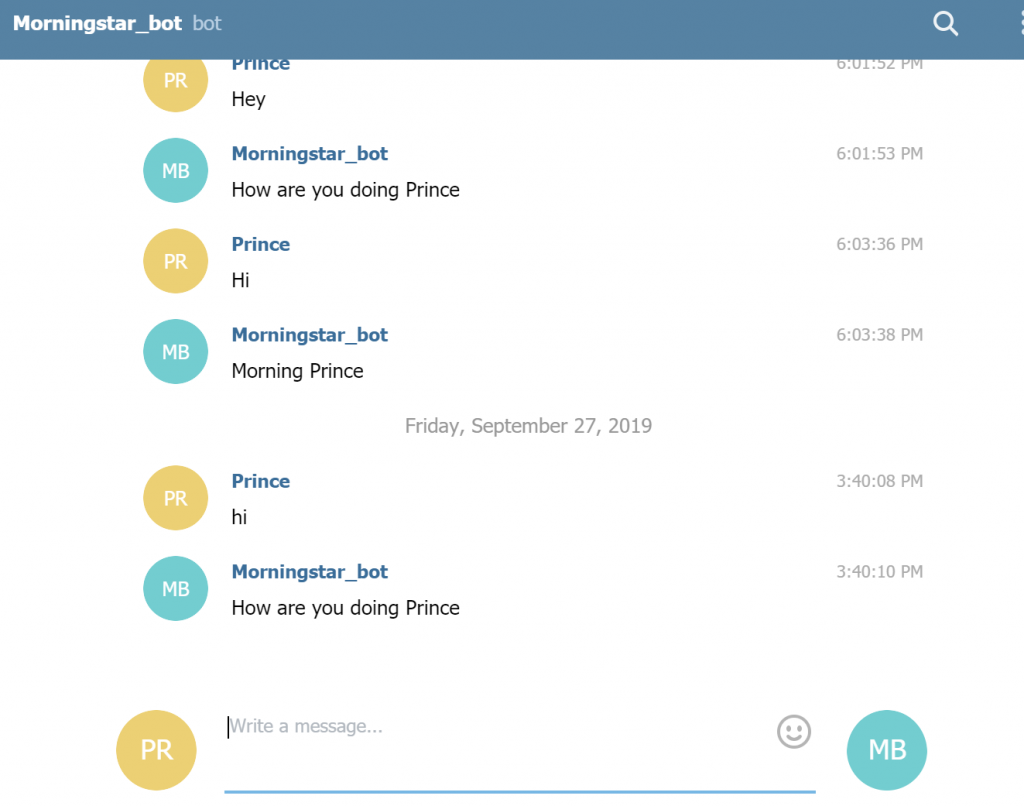 Morningstar_bot bot
Prince 6:01:52 PM
PR
Hey
Morningstar_bot 6:01:53 PM
MB
How are you doing Prince
Prince 6:03:36 PM
PR
Hi
Morningstar_bot 6:03:38 PM
MB
Morning Prince
Friday, September 27, 2019
Prince 3:40:08 PM
PR
hi
Morningstar_bot 3:40:10 PM
MB
How are you doing Prince
Write a message...
PR MB